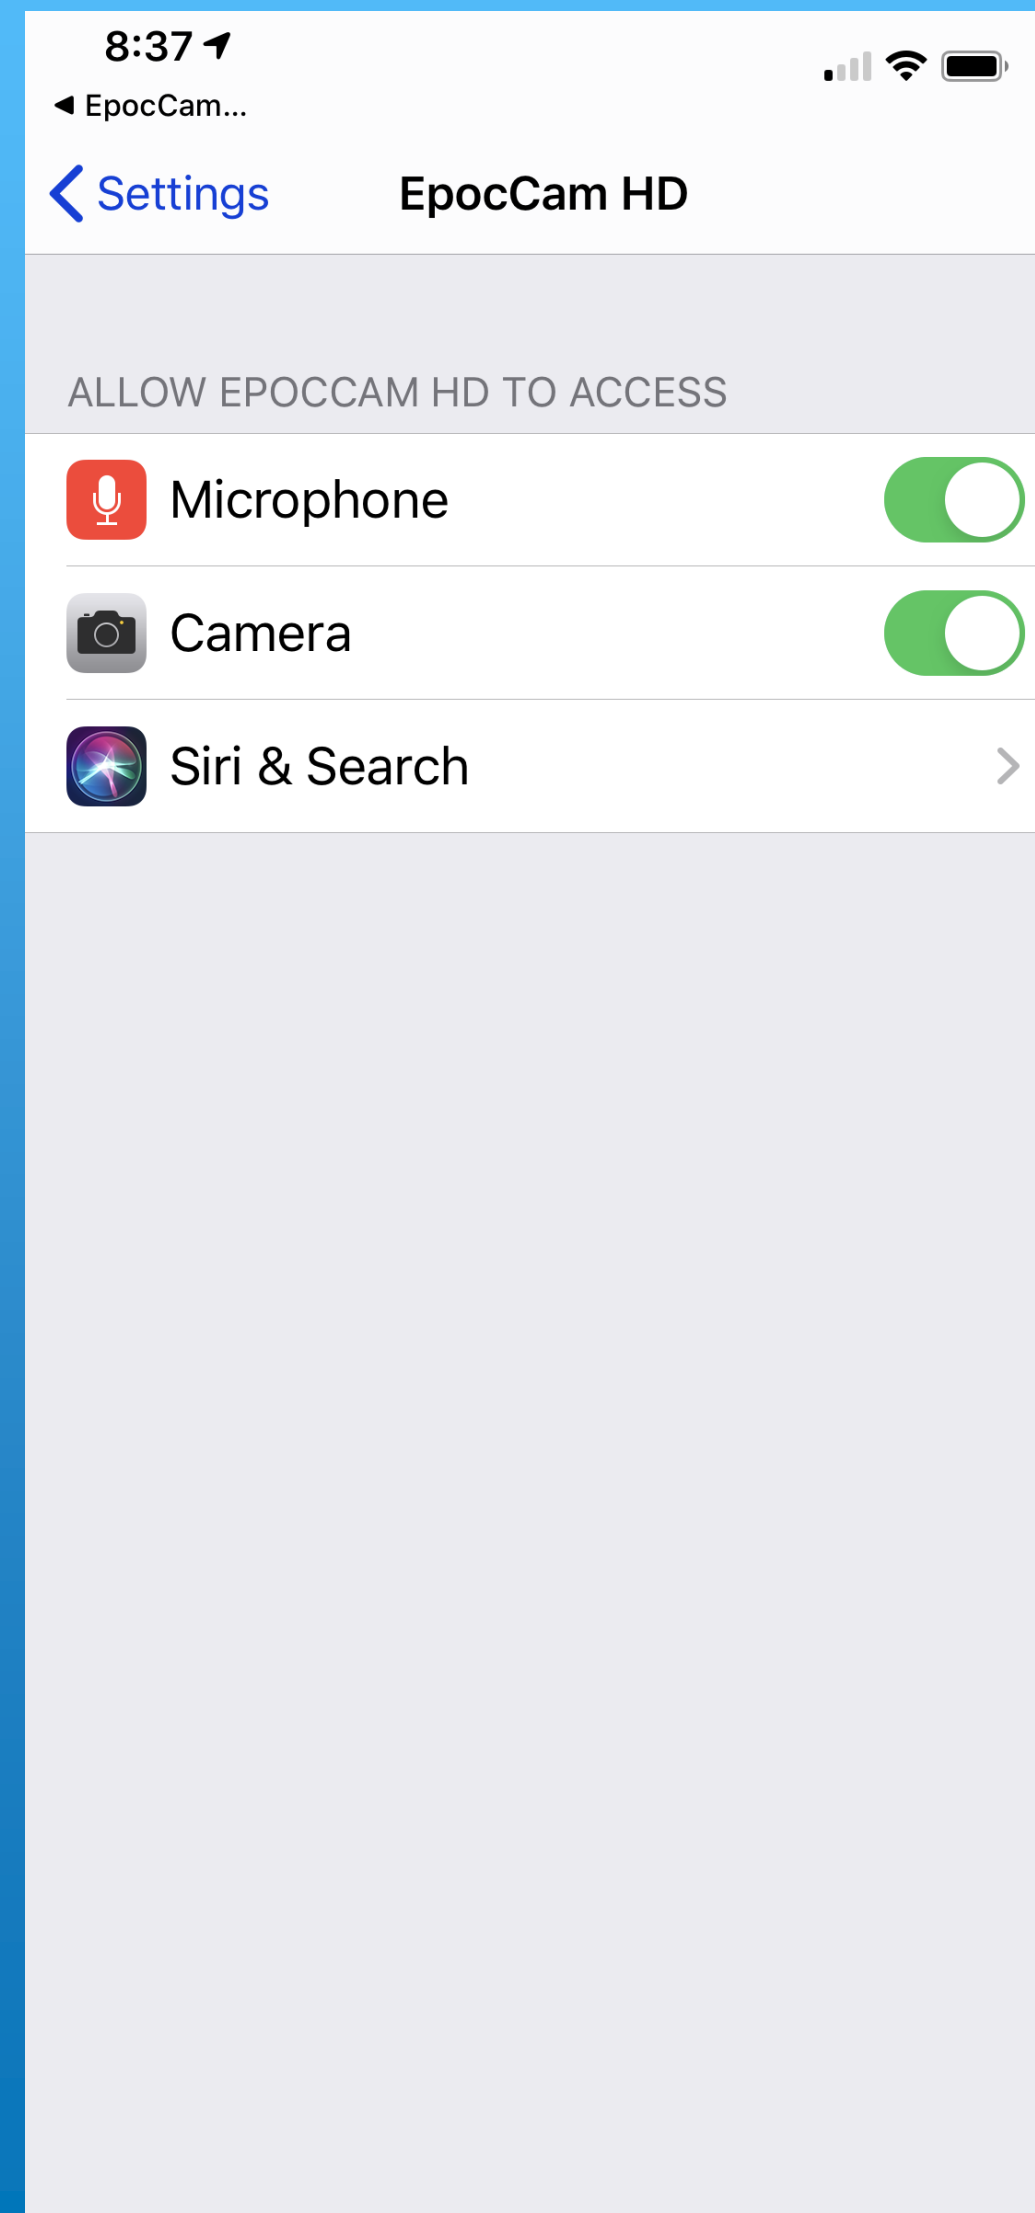 8:37
◀ EpocCam...
Settings
EpocCam HD
ALLOW EPOCCAM HD TO ACCESS
Microphone
Camera
Siri & Search